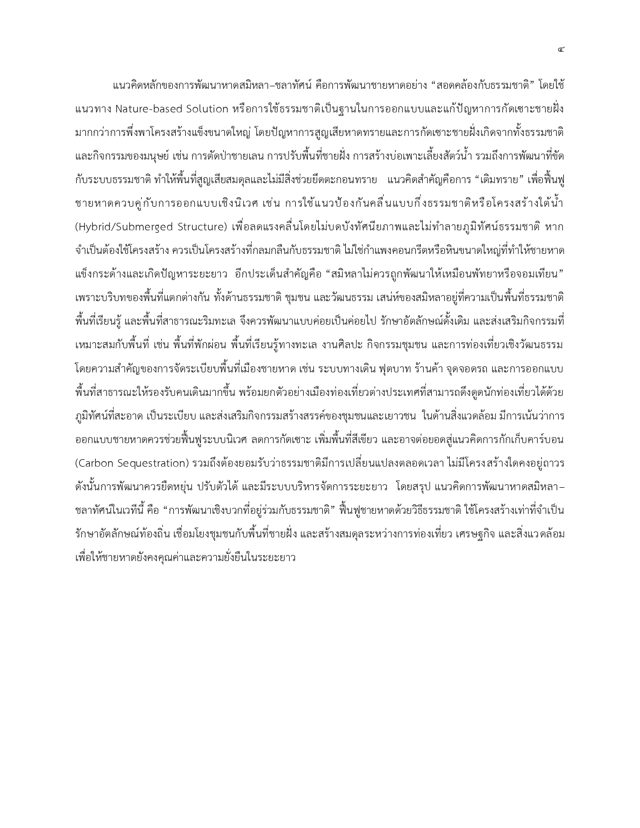 ๔
แนวคิดหลักของการพัฒนาหาดสมิหลา–ชลาทัศน์ คือการพัฒนาชายหาดอย่าง “สอดคล้องกับธรรมชาติ” โดยใช้
แนวทาง Nature-based Solution หรือการใช้ธรรมชาติเป็นฐานในการออกแบบและแก้ปัญหาการกัดเซาะชายฝั่ง
มากกว่าการพึ่งพาโครงสร้างแข็งขนาดใหญ่ โดยปัญหาการสูญเสียหาดทรายและการกัดเซาะชายฝั่งเกิดจากทั้งธรรมชาติ
และกิจกรรมของมนุษย์ เช่น การตัดป่าชายเลน การปรับพื้นที่ชายฝั่ง การสร้างบ่อเพาะเลี้ยงสัตว์น้ำ รวมถึงการพัฒนาที่ขัด
กับระบบธรรมชาติ ทำให้พื้นที่สูญเสียสมดุลและไม่มีสิ่งช่วยยึดตะกอนทราย แนวคิดสำคัญคือการ “เติมทราย” เพื่อฟื้นฟู
ชายหาดควบคู่กับการออกแบบเชิงนิเวศ เช่น การใช้แนวป้องกันคลื่นแบบกึ่งธรรมชาติหรือโครงสร้างใต้น้ำ
(Hybrid/Submerged Structure) เพื่อลดแรงคลื่นโดยไม่บดบังทัศนียภาพและไม่ทำลายภูมิทัศน์ธรรมชาติ หาก
จำเป็นต้องใช้โครงสร้าง ควรเป็นโครงสร้างที่กลมกลืนกับธรรมชาติ ไม่ใช่กำแพงคอนกรีตหรือหินขนาดใหญ่ที่ทำให้ชายหาด
แข็งกระด้างและเกิดปัญหาระยะยาว อีกประเด็นสำคัญคือ “สมิหลาไม่ควรถูกพัฒนาให้เหมือนพัทยาหรือจอมเทียน”
เพราะบริบทของพื้นที่แตกต่างกัน ทั้งด้านธรรมชาติ ชุมชน และวัฒนธรรม เสน่ห์ของสมิหลาอยู่ที่ความเป็นพื้นที่ธรรมชาติ
พื้นที่เรียนรู้ และพื้นที่สาธารณะริมทะเล จึงควรพัฒนาแบบค่อยเป็นค่อยไป รักษาอัตลักษณ์ดั้งเดิม และส่งเสริมกิจกรรมที่
เหมาะสมกับพื้นที่ เช่น พื้นที่พักผ่อน พื้นที่เรียนรู้ทางทะเล งานศิลปะ กิจกรรมชุมชน และการท่องเที่ยวเชิงวัฒนธรรม
โดยความสำคัญของการจัดระเบียบพื้นที่เมืองชายหาด เช่น ระบบทางเดิน ฟุตบาท ร้านค้า จุดจอดรถ และการออกแบบ
พื้นที่สาธารณะให้รองรับคนเดินมากขึ้น พร้อมยกตัวอย่างเมืองท่องเที่ยวต่างประเทศที่สามารถดึงดูดนักท่องเที่ยวได้ด้วย
ภูมิทัศน์ที่สะอาด เป็นระเบียบ และส่งเสริมกิจกรรมสร้างสรรค์ของชุมชนและเยาวชน ในด้านสิ่งแวดล้อม มีการเน้นว่าการ
ออกแบบชายหาดควรช่วยฟื้นฟูระบบนิเวศ ลดการกัดเซาะ เพิ่มพื้นที่สีเขียว และอาจต่อยอดสู่แนวคิดการกักเก็บคาร์บอน
(Carbon Sequestration) รวมถึงต้องยอมรับว่าธรรมชาติมีการเปลี่ยนแปลงตลอดเวลา ไม่มีโครงสร้างใดคงอยู่ถาวร
ดังนั้นการพัฒนาควรยืดหยุ่น ปรับตัวได้ และมีระบบบริหารจัดการระยะยาว โดยสรุป แนวคิดการพัฒนาหาดสมิหลา–
ชลาทัศน์ในเวทีนี้ คือ “การพัฒนาเชิงบวกที่อยู่ร่วมกับธรรมชาติ” ฟื้นฟูชายหาดด้วยวิธีธรรมชาติ ใช้โครงสร้างเท่าที่จำเป็น
รักษาอัตลักษณ์ท้องถิ่น เชื่อมโยงชุมชนกับพื้นที่ชายฝั่ง และสร้างสมดุลระหว่างการท่องเที่ยว เศรษฐกิจ และสิ่งแวดล้อม
เพื่อให้ชายหาดยังคงคุณค่าและความยั่งยืนในระยะยาว